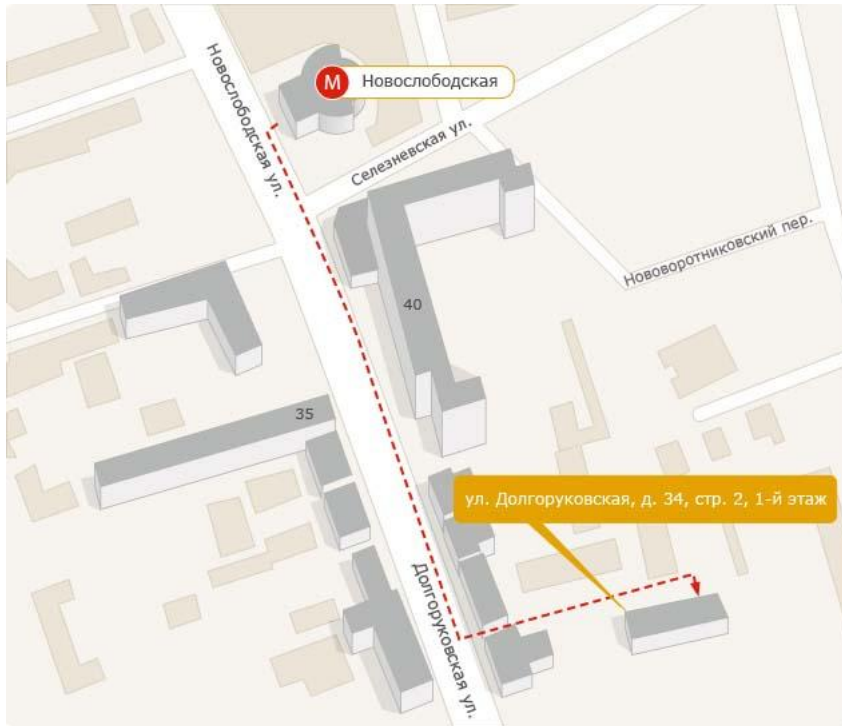 Новослободская ул.
М
Новослободская
Селезневская ул.
Нововоротниковский пер.
40
35
ул. Долгоруковская, д. 34, стр. 2, 1-й этаж
Долгоруковская ул.